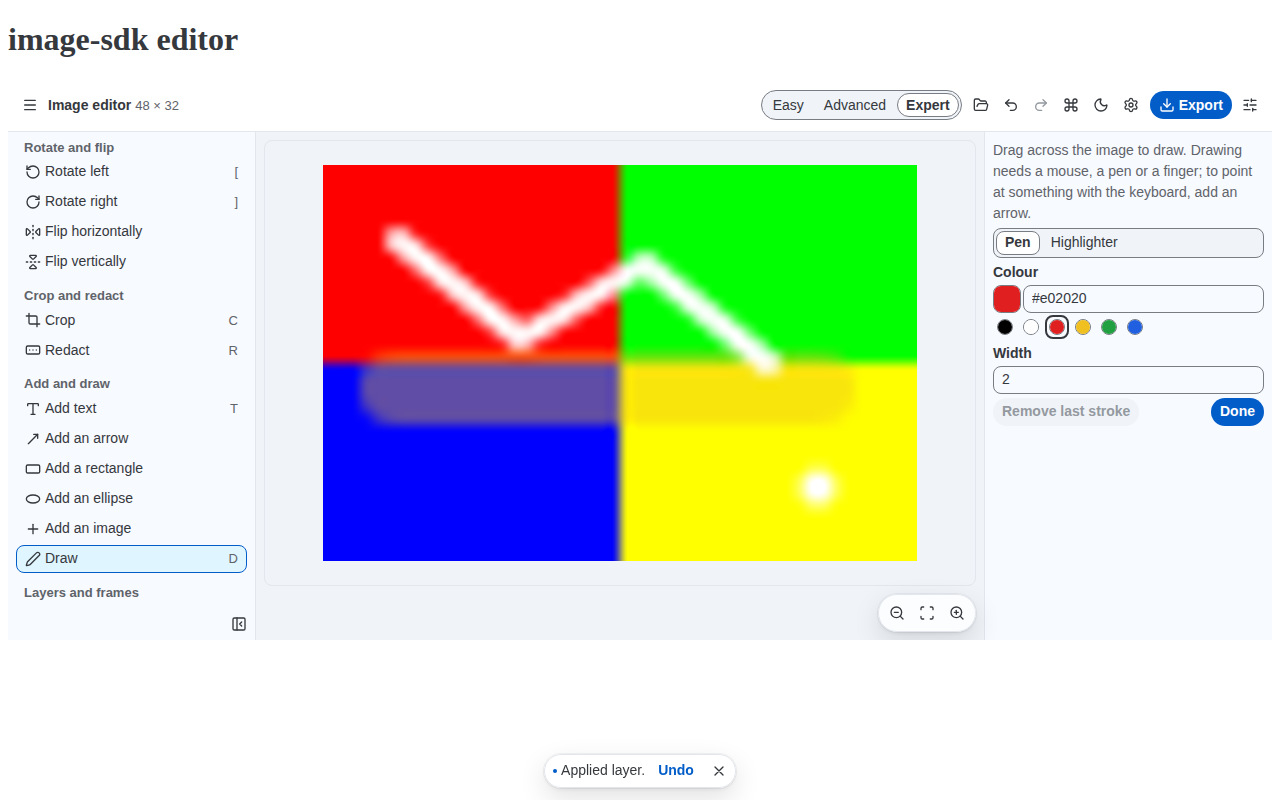 image-sdk editor
Image editor 48 × 32
Easy Advanced Expert
Export
Rotate and flip
Rotate left [
Rotate right ]
Flip horizontally
Flip vertically
Crop and redact
Crop C
Redact R
Add and draw
Add text T
Add an arrow
Add a rectangle
Add an ellipse
Add an image
Draw D
Layers and frames
Drag across the image to draw. Drawing
needs a mouse, a pen or a finger; to point
at something with the keyboard, add an
arrow.
Pen Highlighter
Colour
#e02020
Width
2
Remove last stroke Done
Applied layer. Undo